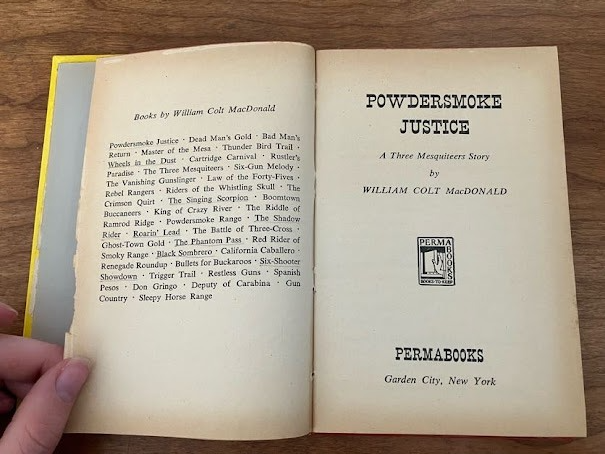 Books by William Colt MacDonald
Powdersmoke Justice · Dead Man's Gold · Bad Man's
Return · Master of the Mesa · Thunder Bird Trail ·
Wheels in the Dust · Cartridge Carnival · Rustler's
Paradise · The Three Mesquiteers · Six-Gun Melody ·
The Vanishing Gunslinger · Law of the Forty-Fives ·
Rebel Rangers · Riders of the Whistling Skull · The
Crimson Quirt · The Singing Scorpion · Boomtown
Buccaneers · King of Crazy River · The Riddle of
Ramrod Ridge · Powdersmoke Range · The Shadow
Rider · Roarin' Lead · The Battle of Three-Cross ·
Ghost-Town Gold · The Phantom Pass · Red Rider of
Smoky Range · Black Sombrero · California Caballero ·
Renegade Roundup · Bullets for Buckaroos · Six-Shooter
Showdown · Trigger Trail · Restless Guns · Spanish
Pesos · Don Gringo · Deputy of Carabina · Gun
Country · Sleepy Horse Range
POWDERSMOKE
JUSTICE
A Three Mesquiteers Story
by
WILLIAM COLT MacDONALD
PERMA
BOOKS
BOOKS TO KEEP
PERMABOOKS
Garden City, New York